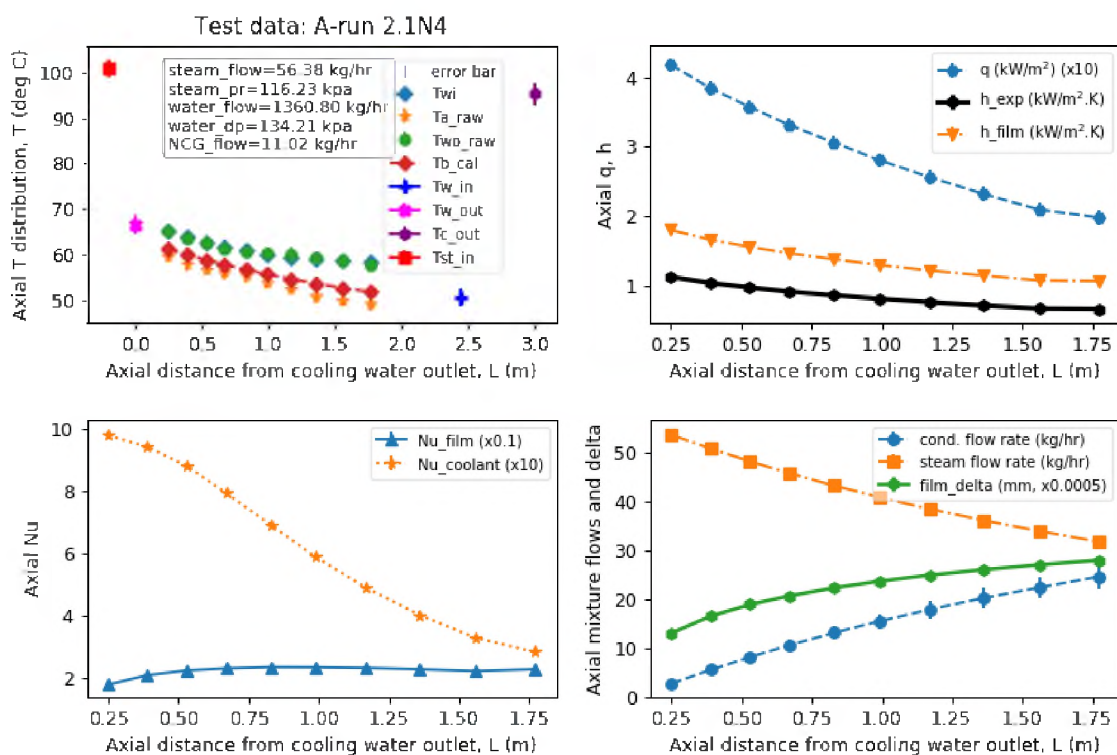 Test data: A-run 2.1N4
Axial T distribution, T (deg C)
100
90
80
70
60
50
steam_flow=56.38 kg/hr
steam_pr=116.23 kpa
water_flow=1360.80 kg/hr
water_dp=134.21 kpa
NCG_flow=11.02 kg/hr
error bar
Twi
Ta_raw
Two_raw
Tb_cal
Tw_in
Tw_out
Tc_out
Tst_in
0.0 0.5 1.0 1.5 2.0 2.5 3.0
Axial distance from cooling water outlet, L (m)
Axial q, h
4
3
2
1
q (kW/m²) (x10)
h_exp (kW/m².K)
h_film (kW/m².K)
0.25 0.50 0.75 1.00 1.25 1.50 1.75
Axial distance from cooling water outlet, L (m)
Axial Nu
10
8
6
4
2
Nu_film (x0.1)
Nu_coolant (x10)
0.25 0.50 0.75 1.00 1.25 1.50 1.75
Axial distance from cooling water outlet, L (m)
Axial mixture flows and delta
50
40
30
20
10
0
cond. flow rate (kg/hr)
steam flow rate (kg/hr)
film_delta (mm, x0.0005)
0.25 0.50 0.75 1.00 1.25 1.50 1.75
Axial distance from cooling water outlet, L (m)